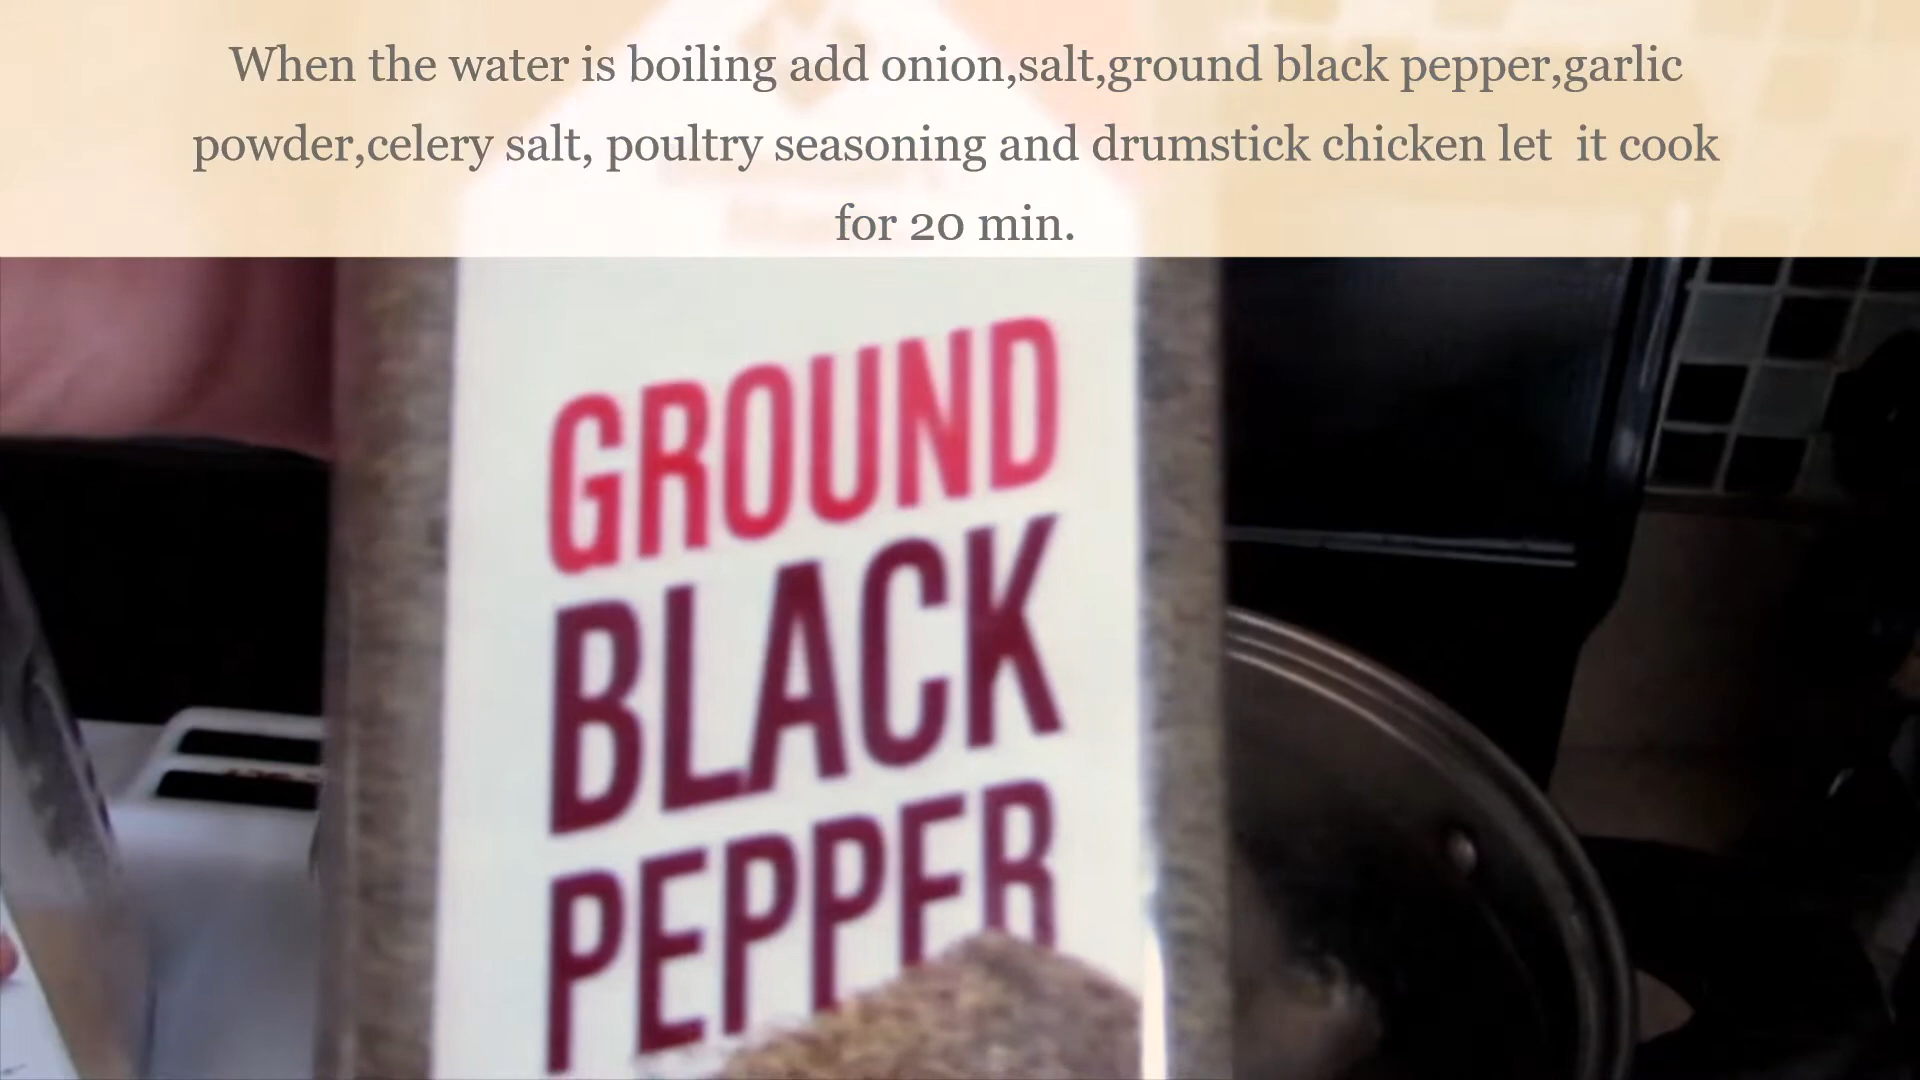 When the water is boiling add onion,salt,ground black pepper,garlic
powder,celery salt, poultry seasoning and drumstick chicken let  it cook
for 20 min.
GROUND
BLACK
PEPPER